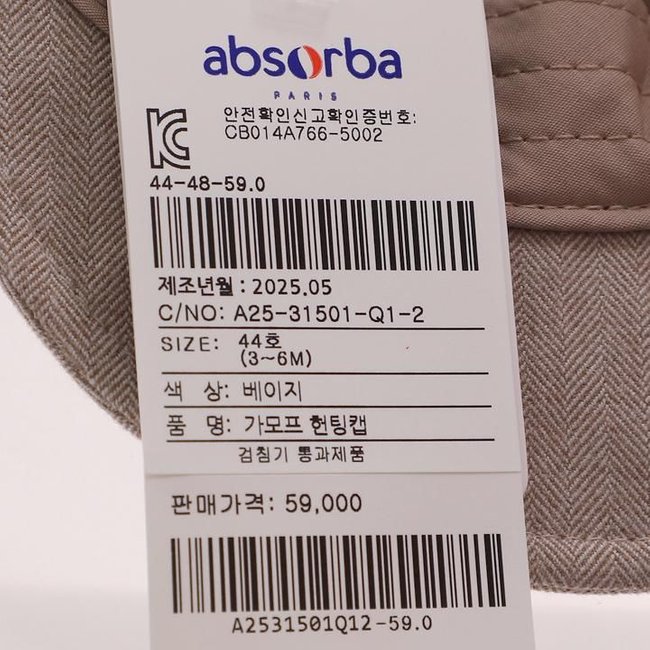 absorba
PARIS
안전확인신고확인증번호:
CB014A766-5002
44-48-59.0
제조년월 : 2025.05
C/NO: A25-31501-Q1-2
SIZE: 44호
(3~6M)
색 상: 베이지
품 명: 가모프 헌팅캡
검침기 통과제품
판매가격: 59,000
A2531501Q12-59.0